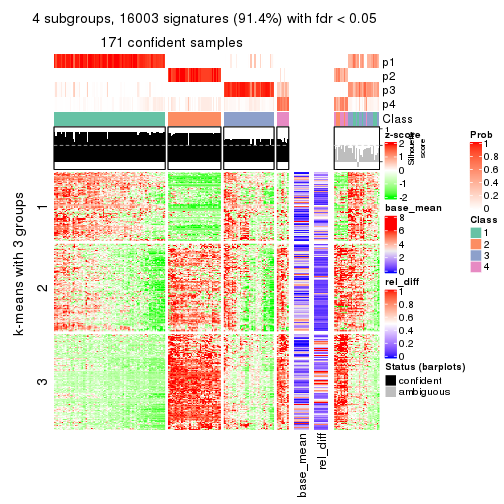 4 subgroups, 16003 signatures (91.4%) with fdr < 0.05
171 confident samples
p1
p2
p3
p4
Class
1
Silhouette
score
z-score
2
1
0
-1
-2
base_mean
8
6
4
2
0
rel_diff
1
0.8
0.6
0.4
0.2
0
Status (barplots)
confident
ambiguous
Prob
1
0.8
0.6
0.4
0.2
0
Class
1
2
3
4
k-means with 3 groups
1
2
3
base_mean
rel_diff